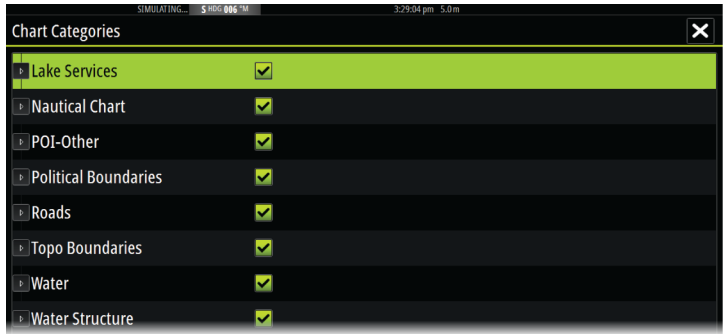 SIMULATING... S HDG 006 °M 3:29:04 pm 5.0 m
Chart Categories
Lake Services
Nautical Chart
POI-Other
Political Boundaries
Roads
Topo Boundaries
Water
Water Structure